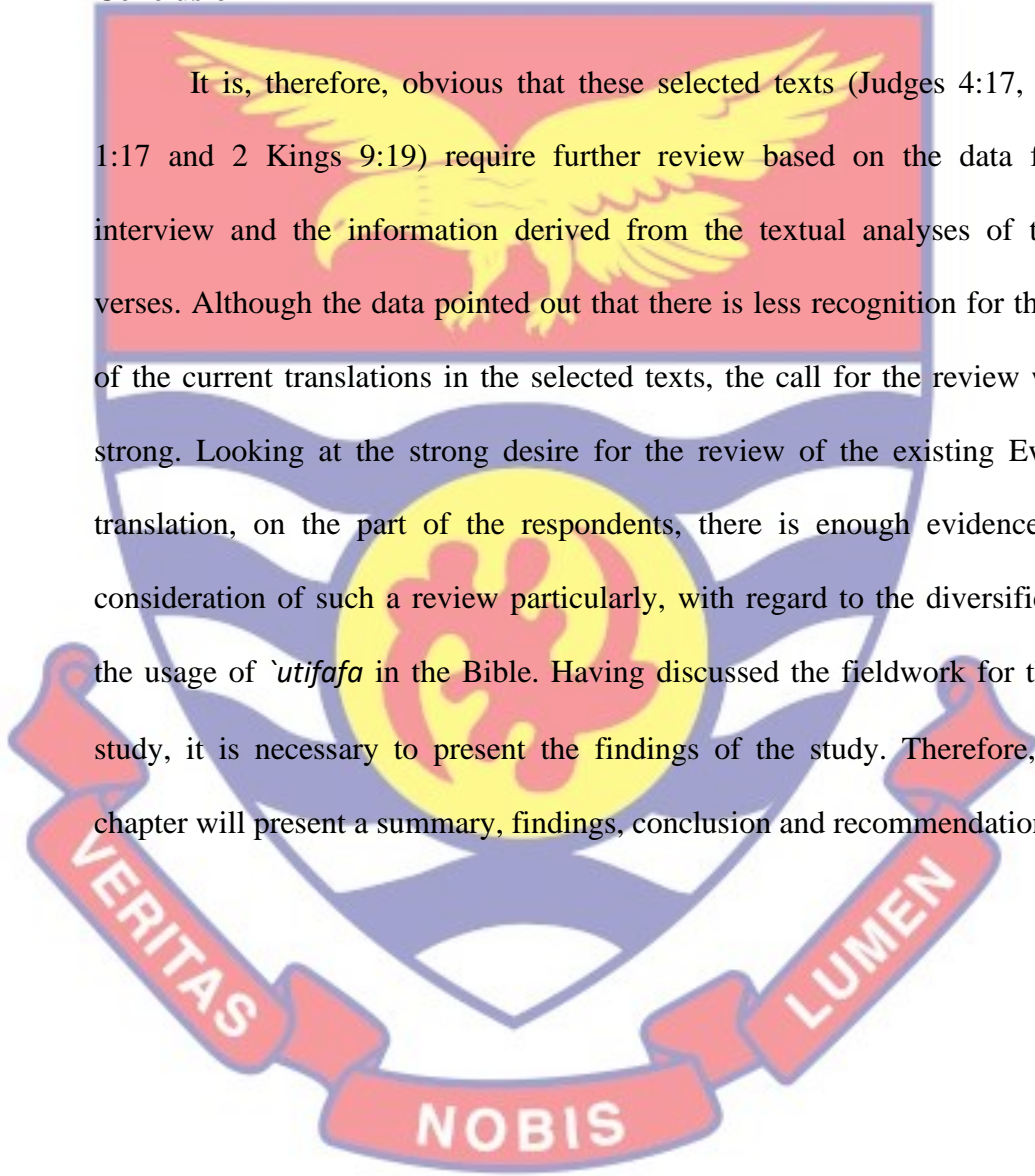 It is, therefore, obvious that these selected texts (Judges 4:17,
1:17 and 2 Kings 9:19) require further review based on the data f
interview and the information derived from the textual analyses of t
verses. Although the data pointed out that there is less recognition for th
of the current translations in the selected texts, the call for the review v
strong. Looking at the strong desire for the review of the existing Ev
translation, on the part of the respondents, there is enough evidence
consideration of such a review particularly, with regard to the diversific
the usage of `utifafa in the Bible. Having discussed the fieldwork for t
study, it is necessary to present the findings of the study. Therefore,
chapter will present a summary, findings, conclusion and recommendation
VERITAS
NOBIS
LUMEN